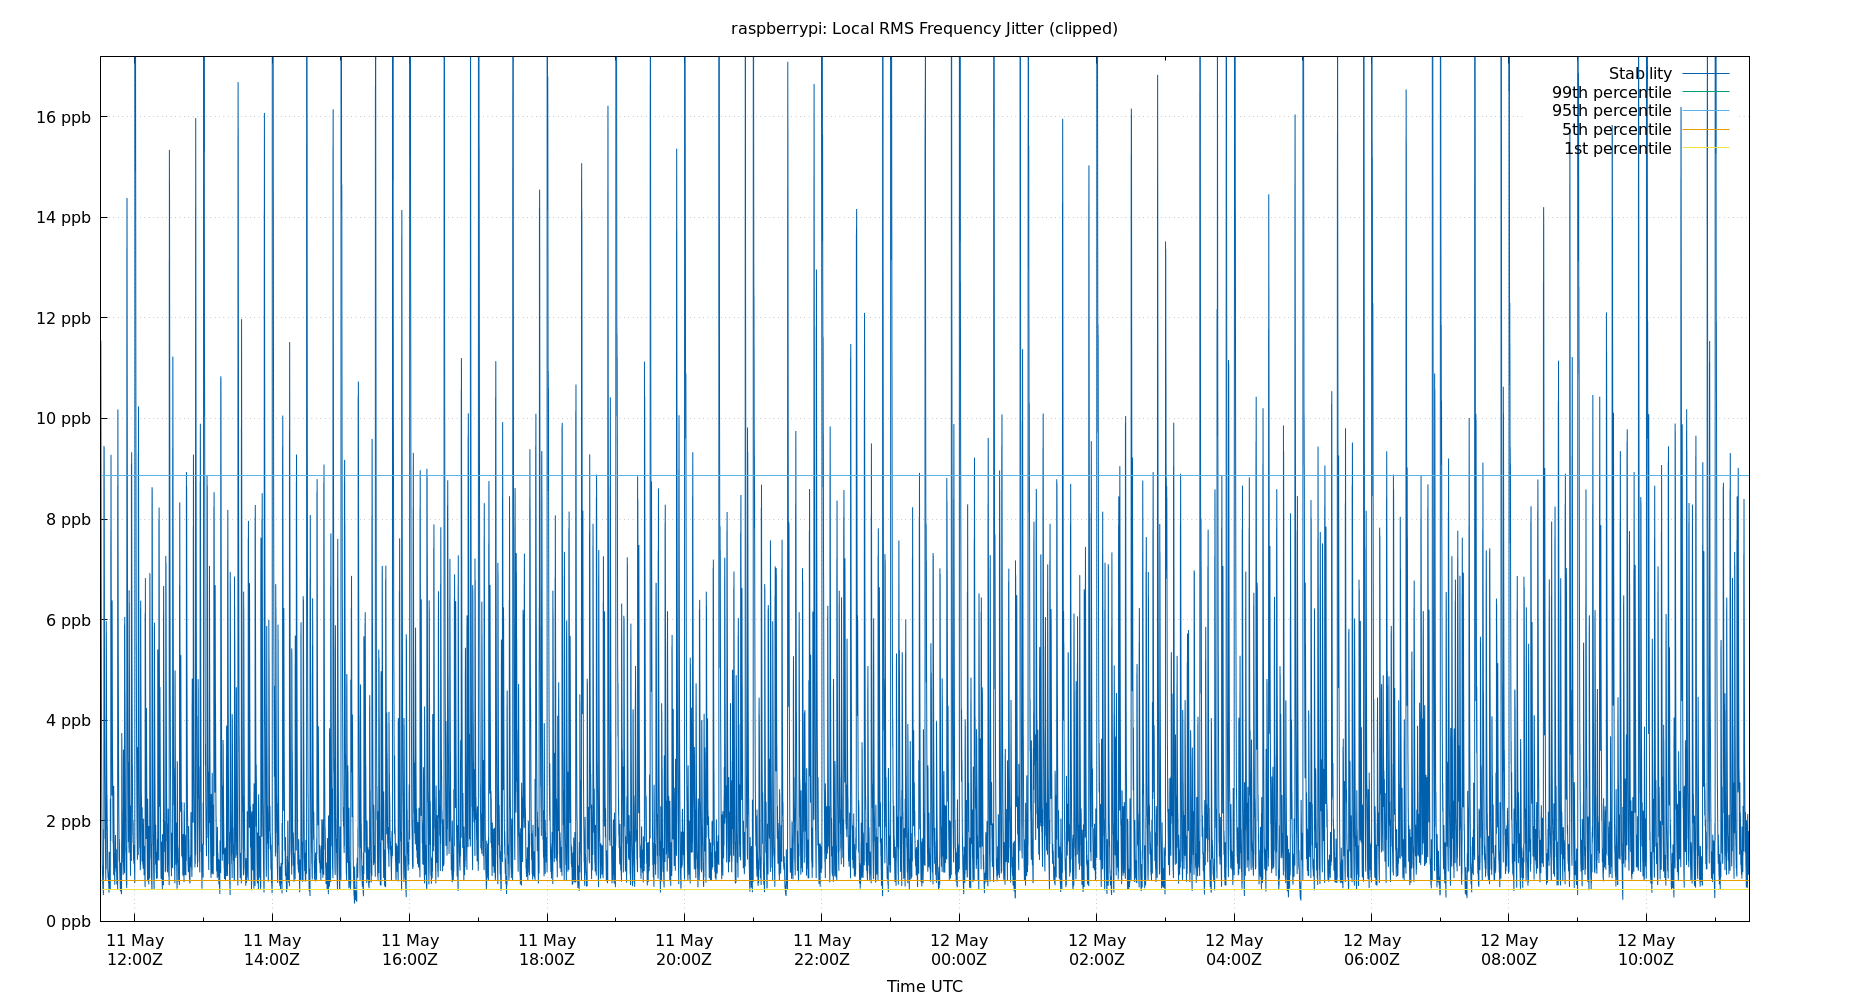 raspberrypi: Local RMS Frequency Jitter (clipped)
Stability
99th percentile
95th percentile
5th percentile
1st percentile
16 ppb
14 ppb
12 ppb
10 ppb
8 ppb
6 ppb
4 ppb
2 ppb
0 ppb
11 May 11 May 11 May 11 May 11 May 11 May 12 May 12 May 12 May 12 May 12 May 12 May
12:00Z 14:00Z 16:00Z 18:00Z 20:00Z 22:00Z 00:00Z 02:00Z 04:00Z 06:00Z 08:00Z 10:00Z
Time UTC